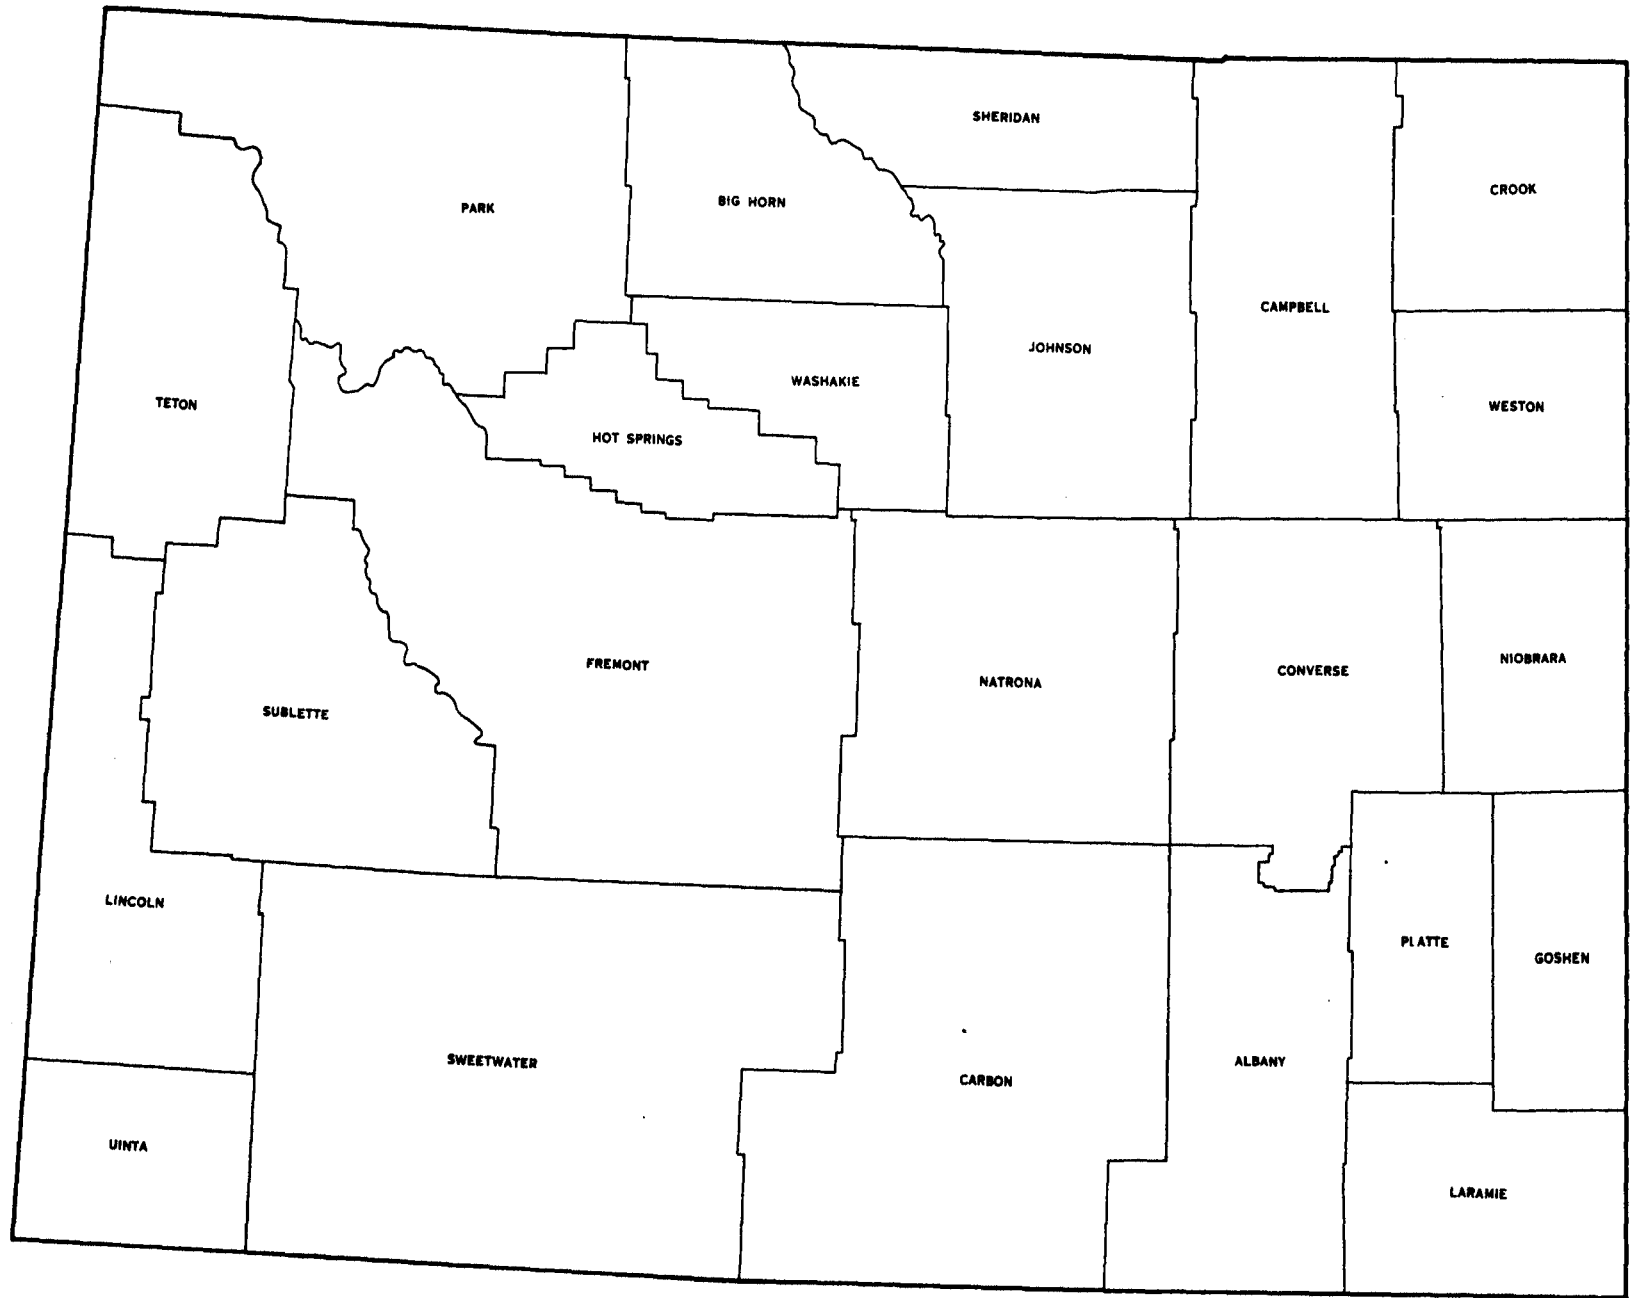 SHERIDAN
CROOK
PARK
BIG HORN
CAMPBELL
JOHNSON
WASHAKIE
TETON
WESTON
HOT SPRINGS
FREMONT
NIOBRARA
CONVERSE
NATRONA
SUBLETTE
LINCOLN
PLATTE
GOSHEN
SWEETWATER
ALBANY
CARBON
UINTA
LARAMIE